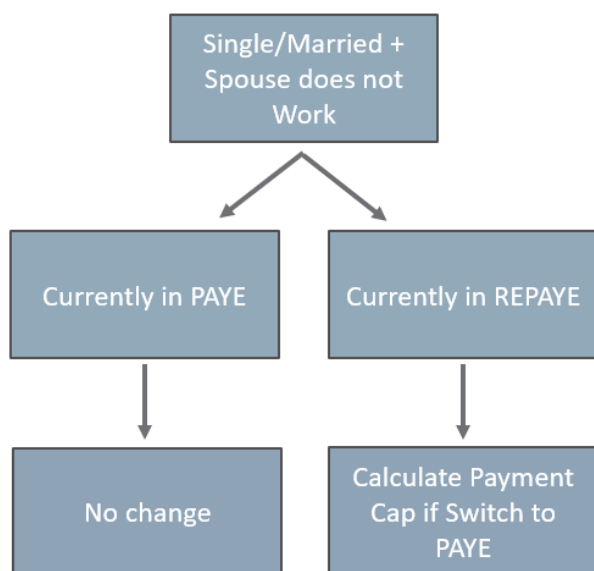 Single/Married +
Spouse does not
Work
Currently in PAYE
Currently in REPAYE
No change
Calculate Payment
Cap if Switch to
PAYE